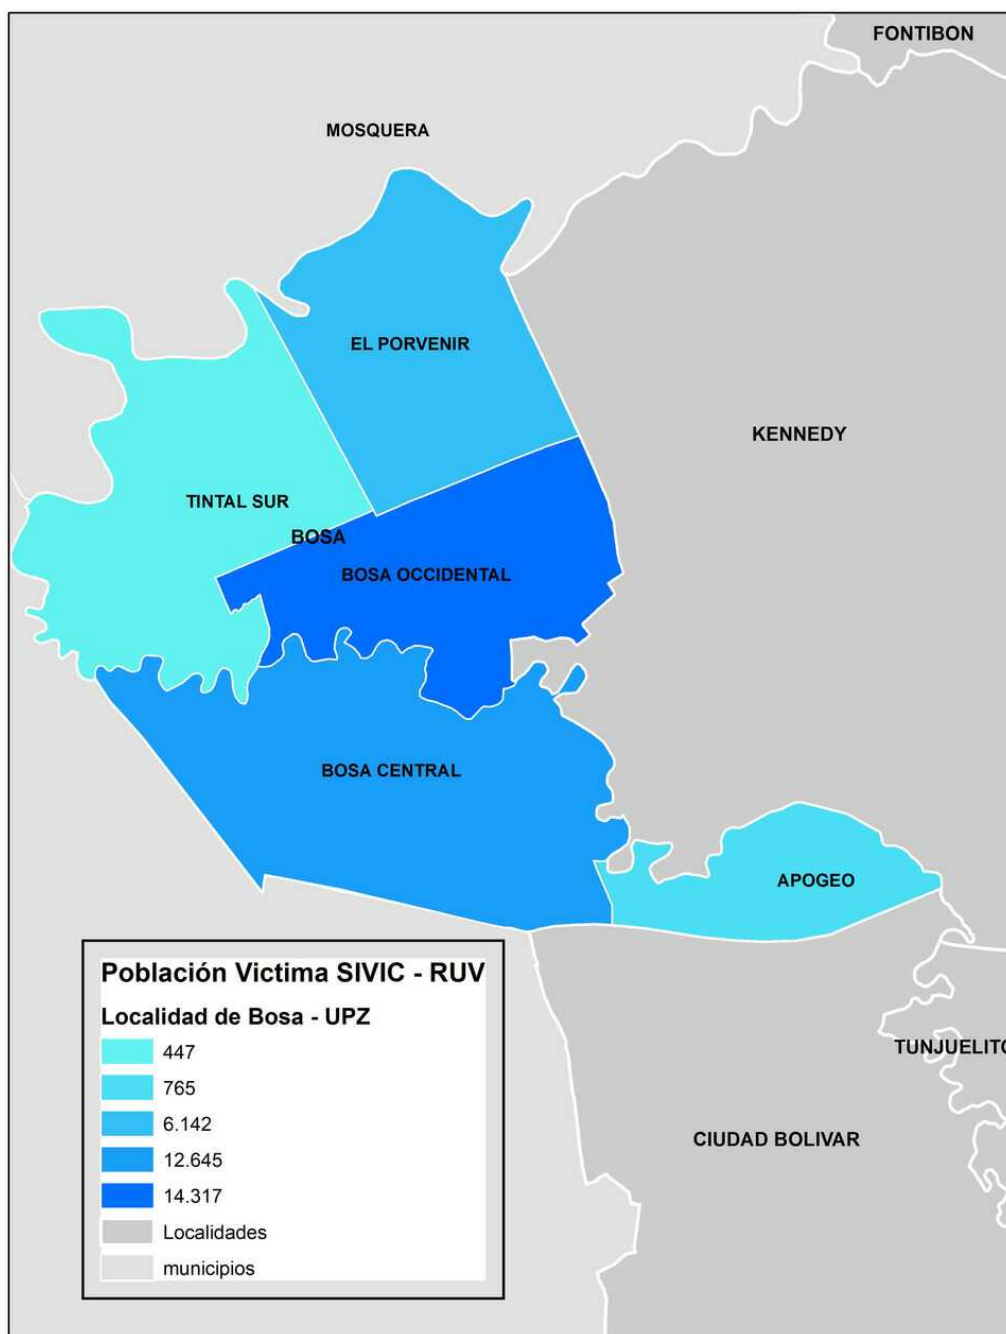 FONTIBON
MOSQUERA
EL PORVENIR
KENNEDY
TINTAL SUR
BOSA
BOSA OCCIDENTAL
BOSA CENTRAL
APOGEO
Población Victima SIVIC - RUV
Localidad de Bosa - UPZ
447
765
6.142
12.645
14.317
Localidades
municipios
TUNJUELITO
CIUDAD BOLIVAR